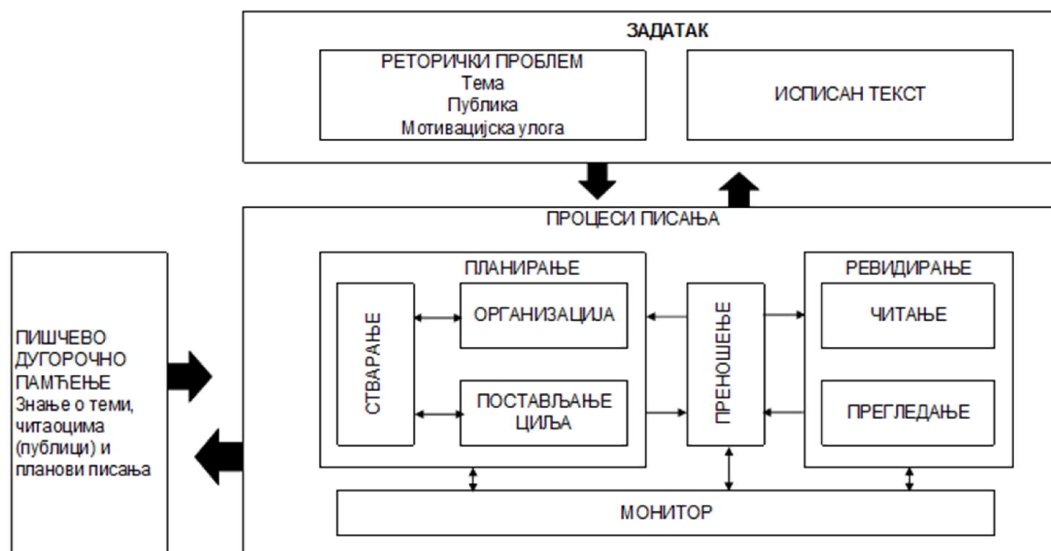 ЗАДАТАК
РЕТОРИЧКИ ПРОБЛЕМ
Тема
Публика
Мотивацијска улога
ИСПИСАН ТЕКСТ
ПРОЦЕСИ ПИСАЊА
ПИШЧЕВО
ДУГОРОЧНО
ПАМЋЕЊЕ
Знање о теми,
читаоцима
(публици) и
планови писања
ПЛАНИРАЊЕ
СТВАРАЊЕ
ОРГАНИЗАЦИЈА
ПОСТАВЉАЊЕ
ЦИЉА
ПРЕНОШЕЊЕ
РЕВИДИРАЊЕ
ЧИТАЊЕ
ПРЕГЛЕДАЊЕ
МОНИТОР